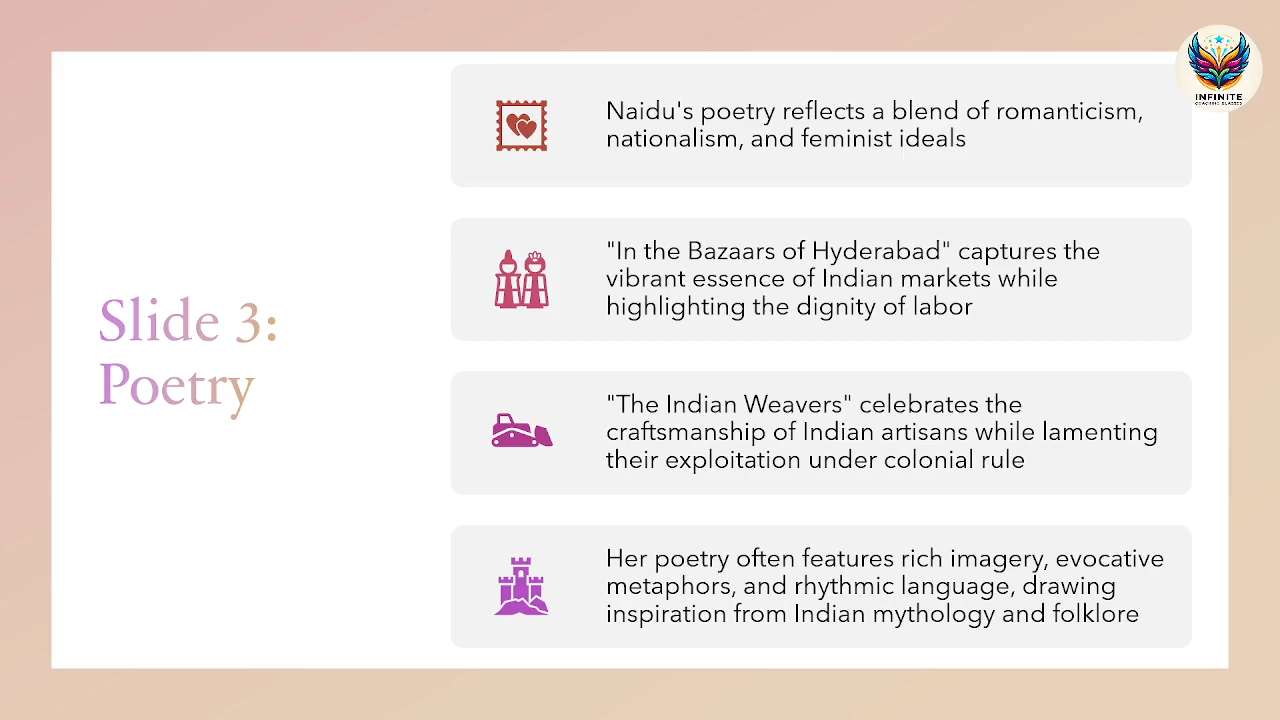 INFINITE
COACHING CLASSES
Slide 3:
Poetry
Naidu's poetry reflects a blend of romanticism,
nationalism, and feminist ideals
"In the Bazaars of Hyderabad" captures the
vibrant essence of Indian markets while
highlighting the dignity of labor
"The Indian Weavers" celebrates the
craftsmanship of Indian artisans while lamenting
their exploitation under colonial rule
Her poetry often features rich imagery, evocative
metaphors, and rhythmic language, drawing
inspiration from Indian mythology and folklore